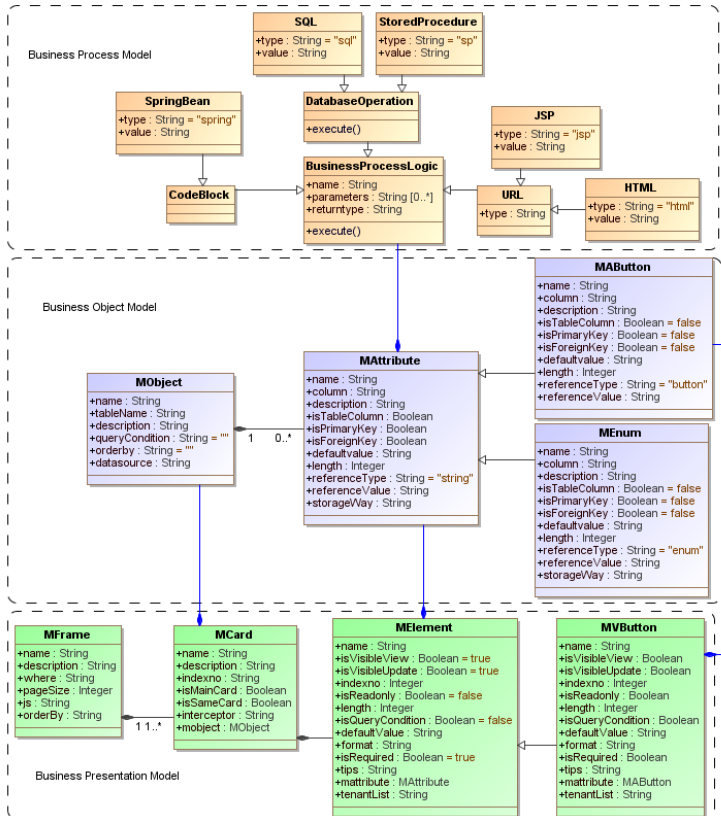 Business Process Model
SQL
+type : String = "sql"
+value : String
StoredProcedure
+type : String = "sp"
+value : String
SpringBean
+type : String = "spring"
+value : String
DatabaseOperation
+execute()
JSP
+type : String = "jsp"
+value : String
CodeBlock
BusinessProcessLogic
+name : String
+parameters : String [0..*]
+returntype : String
+execute()
URL
+type : String
HTML
+type : String = "html"
+value : String
Business Object Model
MAButton
+name : String
+column : String
+description : String
+isTableColumn : Boolean = false
+isPrimaryKey : Boolean = false
+isForeignKey : Boolean = false
+defaultvalue : String
+length : Integer
+referenceType : String = "button"
+referenceValue : String
MObject
+name : String
+tableName : String
+description : String
+queryCondition : String = ""
+orderby : String = ""
+datasource : String
1
0..*
MAttribute
+name : String
+column : String
+description : String
+isTableColumn : Boolean
+isPrimaryKey : Boolean
+isForeignKey : Boolean
+defaultvalue : String
+length : Integer
+referenceType : String = "string"
+referenceValue : String
+storageWay : String
MEnum
+name : String
+column : String
+description : String
+isTableColumn : Boolean = false
+isPrimaryKey : Boolean = false
+isForeignKey : Boolean = false
+defaultvalue : String
+length : Integer
+referenceType : String = "enum"
+referenceValue : String
+storageWay : String
MFrame
+name : String
+description : String
+where : String
+pageSize : Integer
+js : String
+orderBy : String
1 1..*
MCard
+name : String
+description : String
+indexno : String
+isMainCard : Boolean
+isSameCard : Boolean
+interceptor : String
+mobject : MObject
MElement
+name : String
+isVisibleView : Boolean = true
+isVisibleUpdate : Boolean = true
+indexno : Integer
+isReadonly : Boolean = false
+length : Integer
+isQueryCondition : Boolean = false
+defaultValue : String
+format : String
+isRequired : Boolean = true
+tips : String
+mattribute : MAttribute
+tenantList : String
MVButton
+name : String
+isVisibleView : Boolean
+isVisibleUpdate : Boolean
+indexno : Integer
+isReadonly : Boolean
+length : Integer
+isQueryCondition : Boolean
+defaultValue : String
+format : String
+isRequired : Boolean
+tips : String
+mattribute : MAButton
+tenantList : String
Business Presentation Model